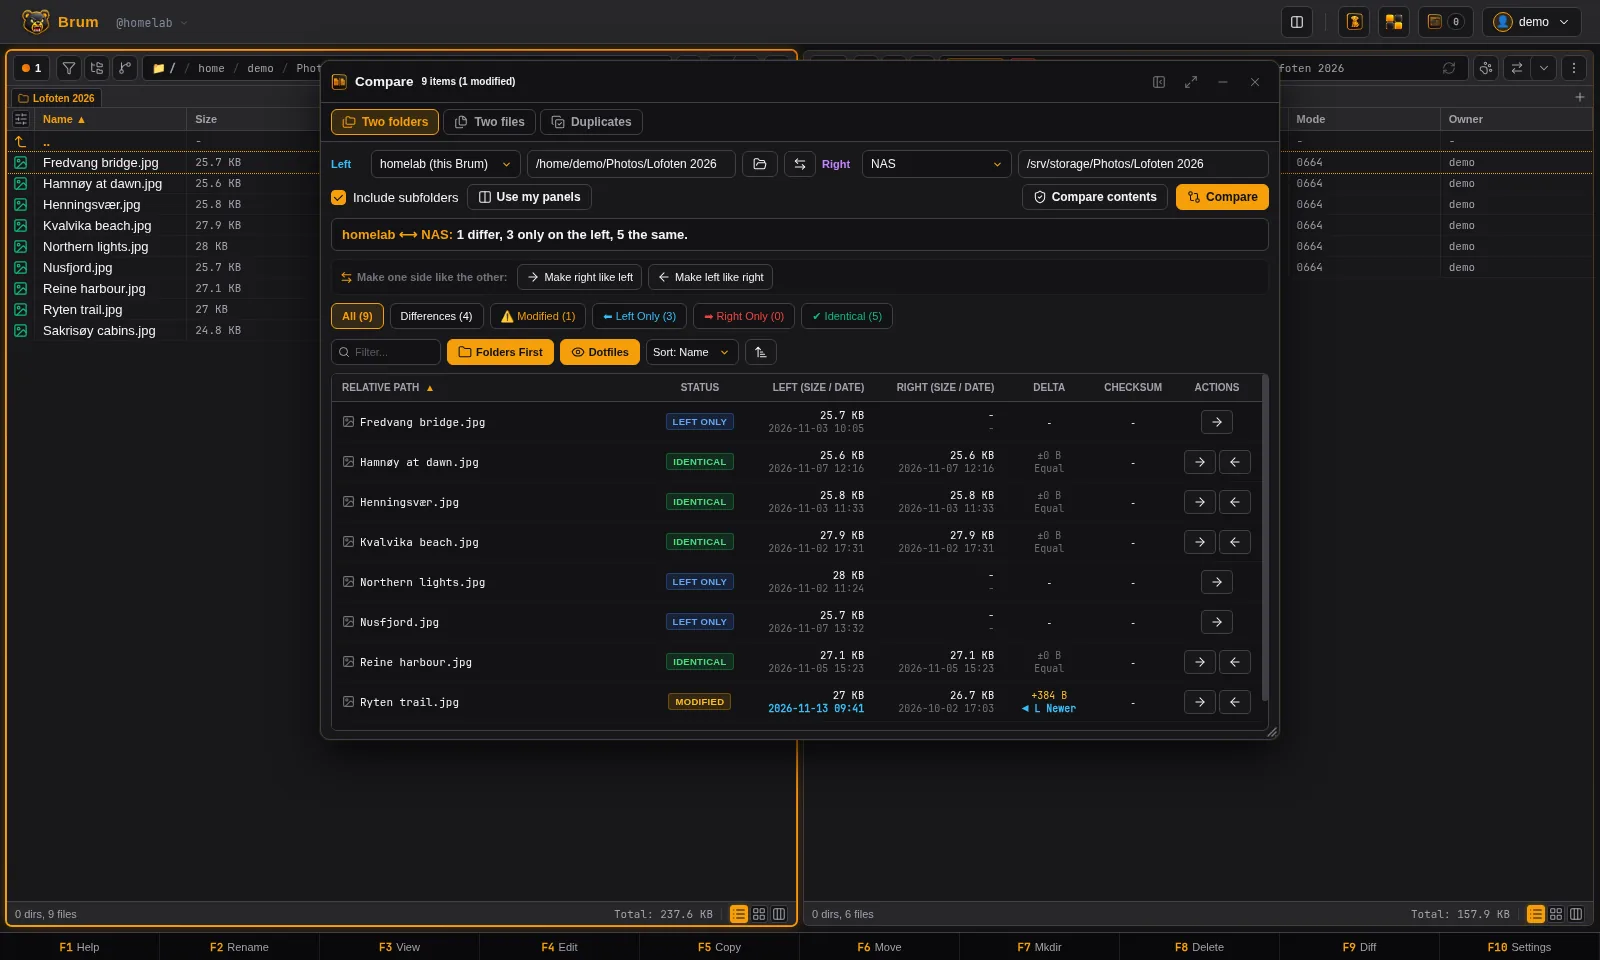 Brum @homelab 0 demo
1 / / home / demo / Phot
Compare 9 items (1 modified)
foten 2026
Lofoten 2026
Name ▲ Size
Mode Owner
.. -
- -
Fredvang bridge.jpg 25.7 KB
0664 demo
Hamnøy at dawn.jpg 25.6 KB
0664 demo
Henningsvær.jpg 25.8 KB
0664 demo
Kvalvika beach.jpg 27.9 KB
0664 demo
Northern lights.jpg 28 KB
0664 demo
Nusfjord.jpg 25.7 KB
0664 demo
Reine harbour.jpg 27.1 KB
Ryten trail.jpg 27 KB
Sakrisøy cabins.jpg 24.8 KB
Two folders Two files Duplicates
Left homelab (this Brum) /home/demo/Photos/Lofoten 2026 Right NAS /srv/storage/Photos/Lofoten 2026
Include subfolders Use my panels Compare contents Compare
homelab ⟷ NAS: 1 differ, 3 only on the left, 5 the same.
Make one side like the other: → Make right like left ← Make left like right
All (9) Differences (4) ⚠️ Modified (1) ⬅ Left Only (3) ➡ Right Only (0) ✔ Identical (5)
Filter... Folders First Dotfiles Sort: Name
RELATIVE PATH ▲ STATUS LEFT (SIZE / DATE) RIGHT (SIZE / DATE) DELTA CHECKSUM ACTIONS
Fredvang bridge.jpg LEFT ONLY 25.7 KB - - - →
2026-11-03 10:05 -
Hamnøy at dawn.jpg IDENTICAL 25.6 KB 25.6 KB ±0 B - → ←
2026-11-07 12:16 2026-11-07 12:16 Equal
Henningsvær.jpg IDENTICAL 25.8 KB 25.8 KB ±0 B - → ←
2026-11-03 11:33 2026-11-03 11:33 Equal
Kvalvika beach.jpg IDENTICAL 27.9 KB 27.9 KB ±0 B - → ←
2026-11-02 17:31 2026-11-02 17:31 Equal
Northern lights.jpg LEFT ONLY 28 KB - - - →
2026-11-02 11:24 -
Nusfjord.jpg LEFT ONLY 25.7 KB - - - →
2026-11-07 13:32 -
Reine harbour.jpg IDENTICAL 27.1 KB 27.1 KB ±0 B - → ←
2026-11-05 15:23 2026-11-05 15:23 Equal
Ryten trail.jpg MODIFIED 27 KB 26.7 KB +384 B - → ←
2026-11-13 09:41 2026-10-02 17:03 ◀ L Newer
0 dirs, 9 files Total: 237.6 KB
0 dirs, 6 files Total: 157.9 KB
F1 Help F2 Rename F3 View F4 Edit F5 Copy F6 Move F7 Mkdir F8 Delete F9 Diff F10 Settings